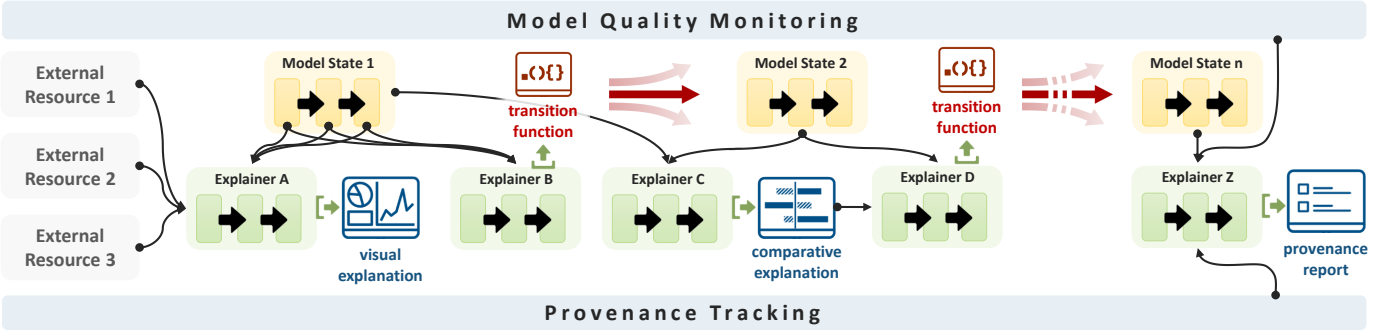 Model Quality Monitoring
External
Resource 1
External
Resource 2
External
Resource 3
Model State 1
.(){}
transition
function
Model State 2
.(){}
transition
function
Model State n
Explainer A
visual
explanation
Explainer B
Explainer C
comparative
explanation
Explainer D
Explainer Z
provenance
report
Provenance Tracking